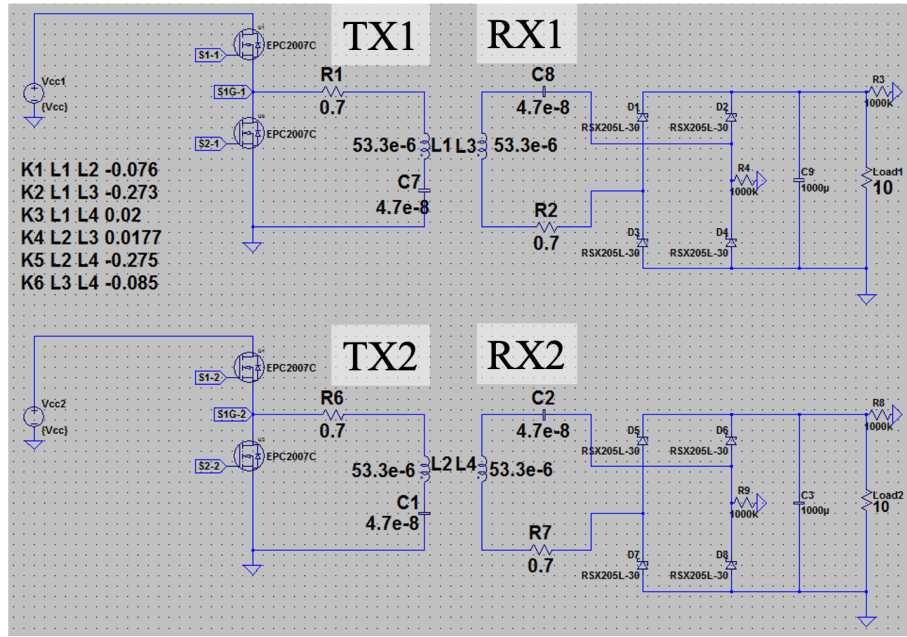 TX1
RX1
U1
EPC2007C
S1-1
Vcc1
{Vcc}
S1G-1
R1
0.7
EPC2007C
S2-1
53.3e-6
L1
L3
53.3e-6
C7
4.7e-8
C8
4.7e-8
R2
0.7
D1
RSX205L-30
D2
RSX205L-30
R4
1000k
D3
RSX205L-30
D4
RSX205L-30
C9
1000µ
R3
1000k
Load1
10
K1 L1 L2 -0.076
K2 L1 L3 -0.273
K3 L1 L4 0.02
K4 L2 L3 0.0177
K5 L2 L4 -0.275
K6 L3 L4 -0.085
TX2
RX2
EPC2007C
S1-2
Vcc2
{Vcc}
S1G-2
R6
0.7
EPC2007C
S2-2
53.3e-6
L2
L4
53.3e-6
C1
4.7e-8
C2
4.7e-8
R7
0.7
D5
RSX205L-30
D6
RSX205L-30
R9
1000k
D7
RSX205L-30
D8
RSX205L-30
C3
1000µ
R8
1000k
Load2
10